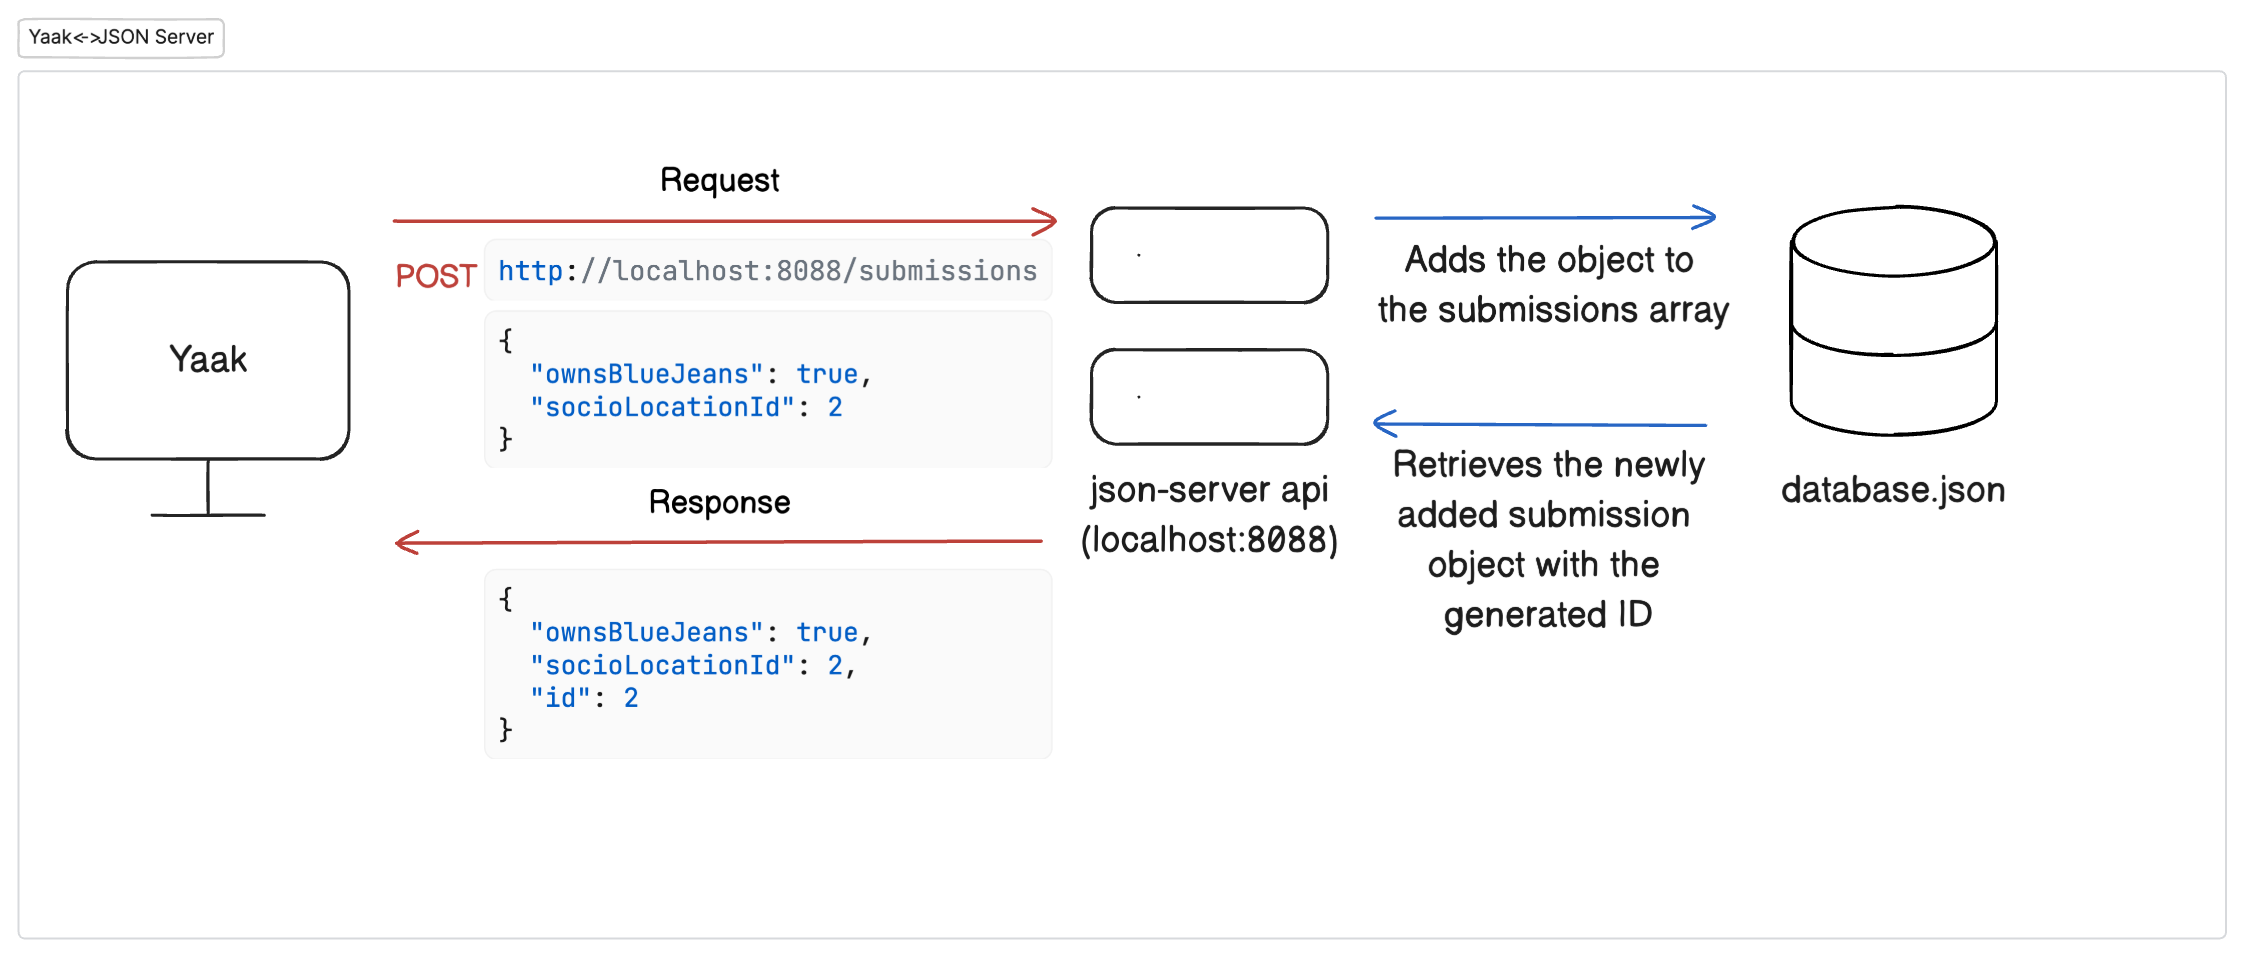 Yaak<->JSON Server
Request
POST http://localhost:8088/submissions
{
"ownsBlueJeans": true,
"socioLocationId": 2
}
Yaak
Response
{
"ownsBlueJeans": true,
"socioLocationId": 2,
"id": 2
}
json-server api
(localhost:8088)
Adds the object to
the submissions array
Retrieves the newly
added submission
object with the
generated ID
database.json